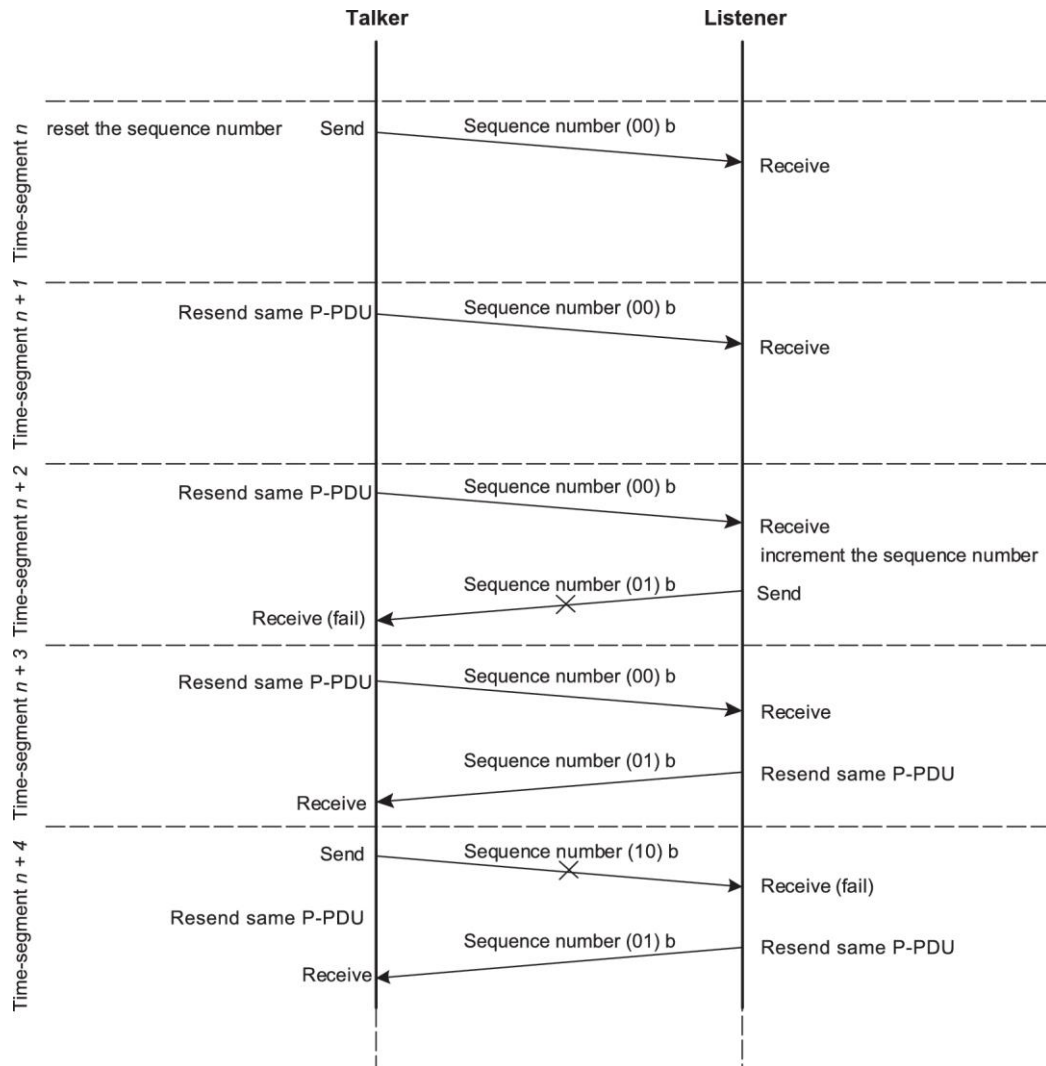 Talker Listener
Time-segment n
reset the sequence number Send Sequence number (00) b
Receive
Time-segment n + 1
Resend same P-PDU Sequence number (00) b
Receive
Time-segment n + 2
Resend same P-PDU Sequence number (00) b
Receive
increment the sequence number
Sequence number (01) b
Send
Receive (fail)
Time-segment n + 3
Resend same P-PDU Sequence number (00) b
Receive
Sequence number (01) b Resend same P-PDU
Receive
Time-segment n + 4
Send Sequence number (10) b
Receive (fail)
Resend same P-PDU
Sequence number (01) b Resend same P-PDU
Receive